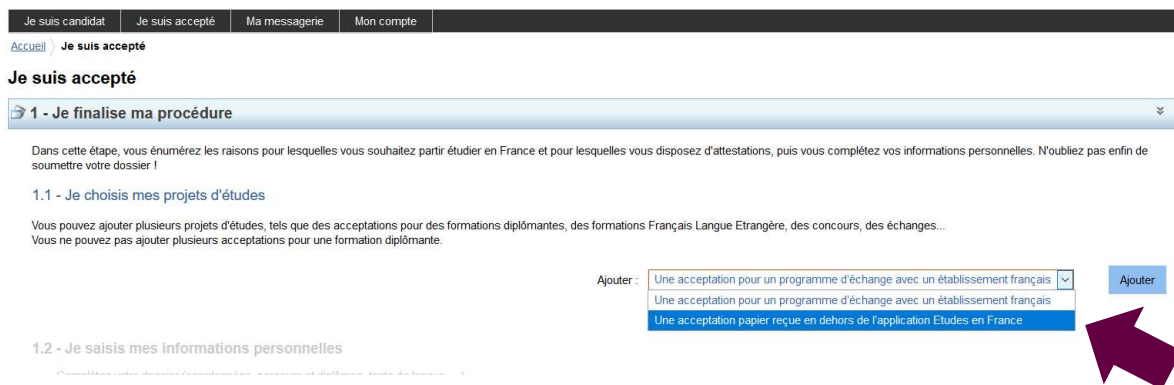 Je suis candidat Je suis accepté Ma messagerie Mon compte
Accueil Je suis accepté
Je suis accepté
1 - Je finalise ma procédure
Dans cette étape, vous énumérez les raisons pour lesquelles vous souhaitez partir étudier en France et pour lesquelles vous disposez d'attestations, puis vous complétez vos informations personnelles. N'oubliez pas enfin de
soumettre votre dossier !
1.1 - Je choisis mes projets d'études
Vous pouvez ajouter plusieurs projets d'études, tels que des acceptations pour des formations diplômantes, des formations Français Langue Etrangère, des concours, des échanges...
Vous ne pouvez pas ajouter plusieurs acceptations pour une formation diplômante.
Ajouter : Une acceptation pour un programme d'échange avec un établissement français Ajouter
Une acceptation pour un programme d'échange avec un établissement français
Une acceptation papier reçue en dehors de l'application Etudes en France
1.2 - Je saisis mes informations personnelles